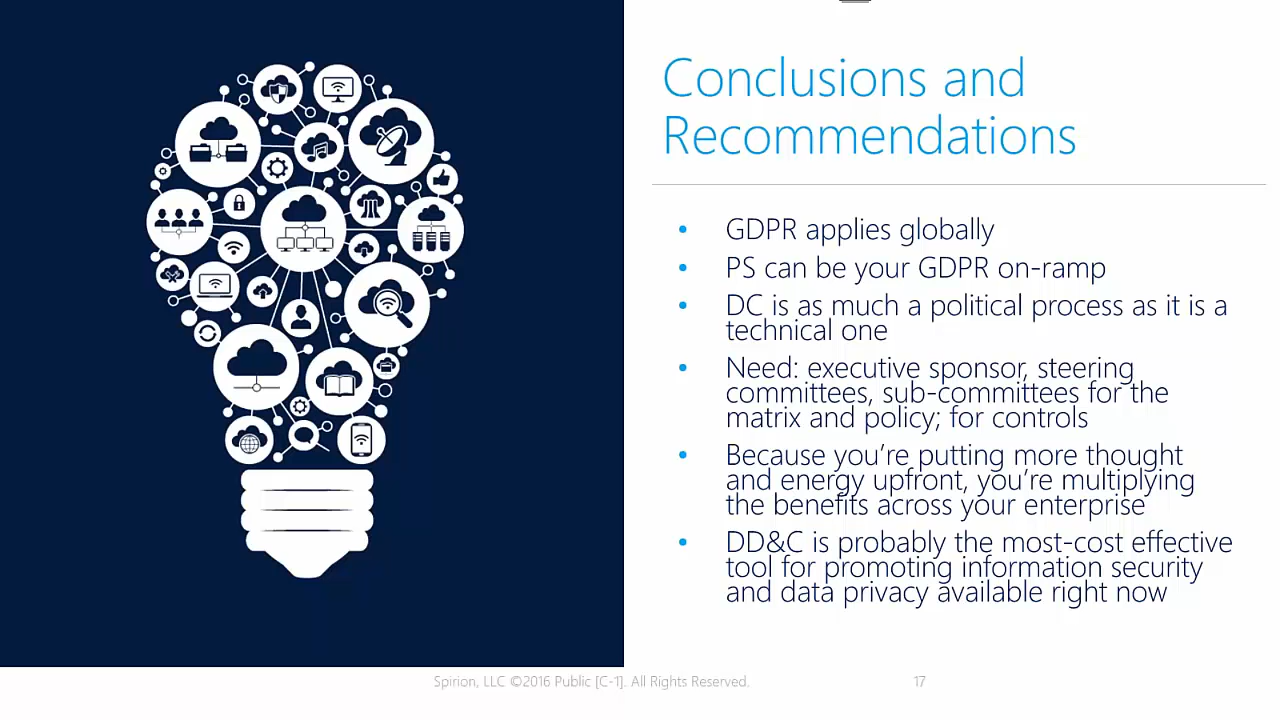 Conclusions and
Recommendations
• GDPR applies globally
• PS can be your GDPR on-ramp
• DC is as much a political process as it is a
technical one
• Need: executive sponsor, steering
committees, sub-committees for the
matrix and policy; for controls
• Because you’re putting more thought
and energy upfront, you’re multiplying
the benefits across your enterprise
• DD&C is probably the most-cost effective
tool for promoting information security
and data privacy available right now
Spirion, LLC ©2016 Public [C-1]. All Rights Reserved.
17